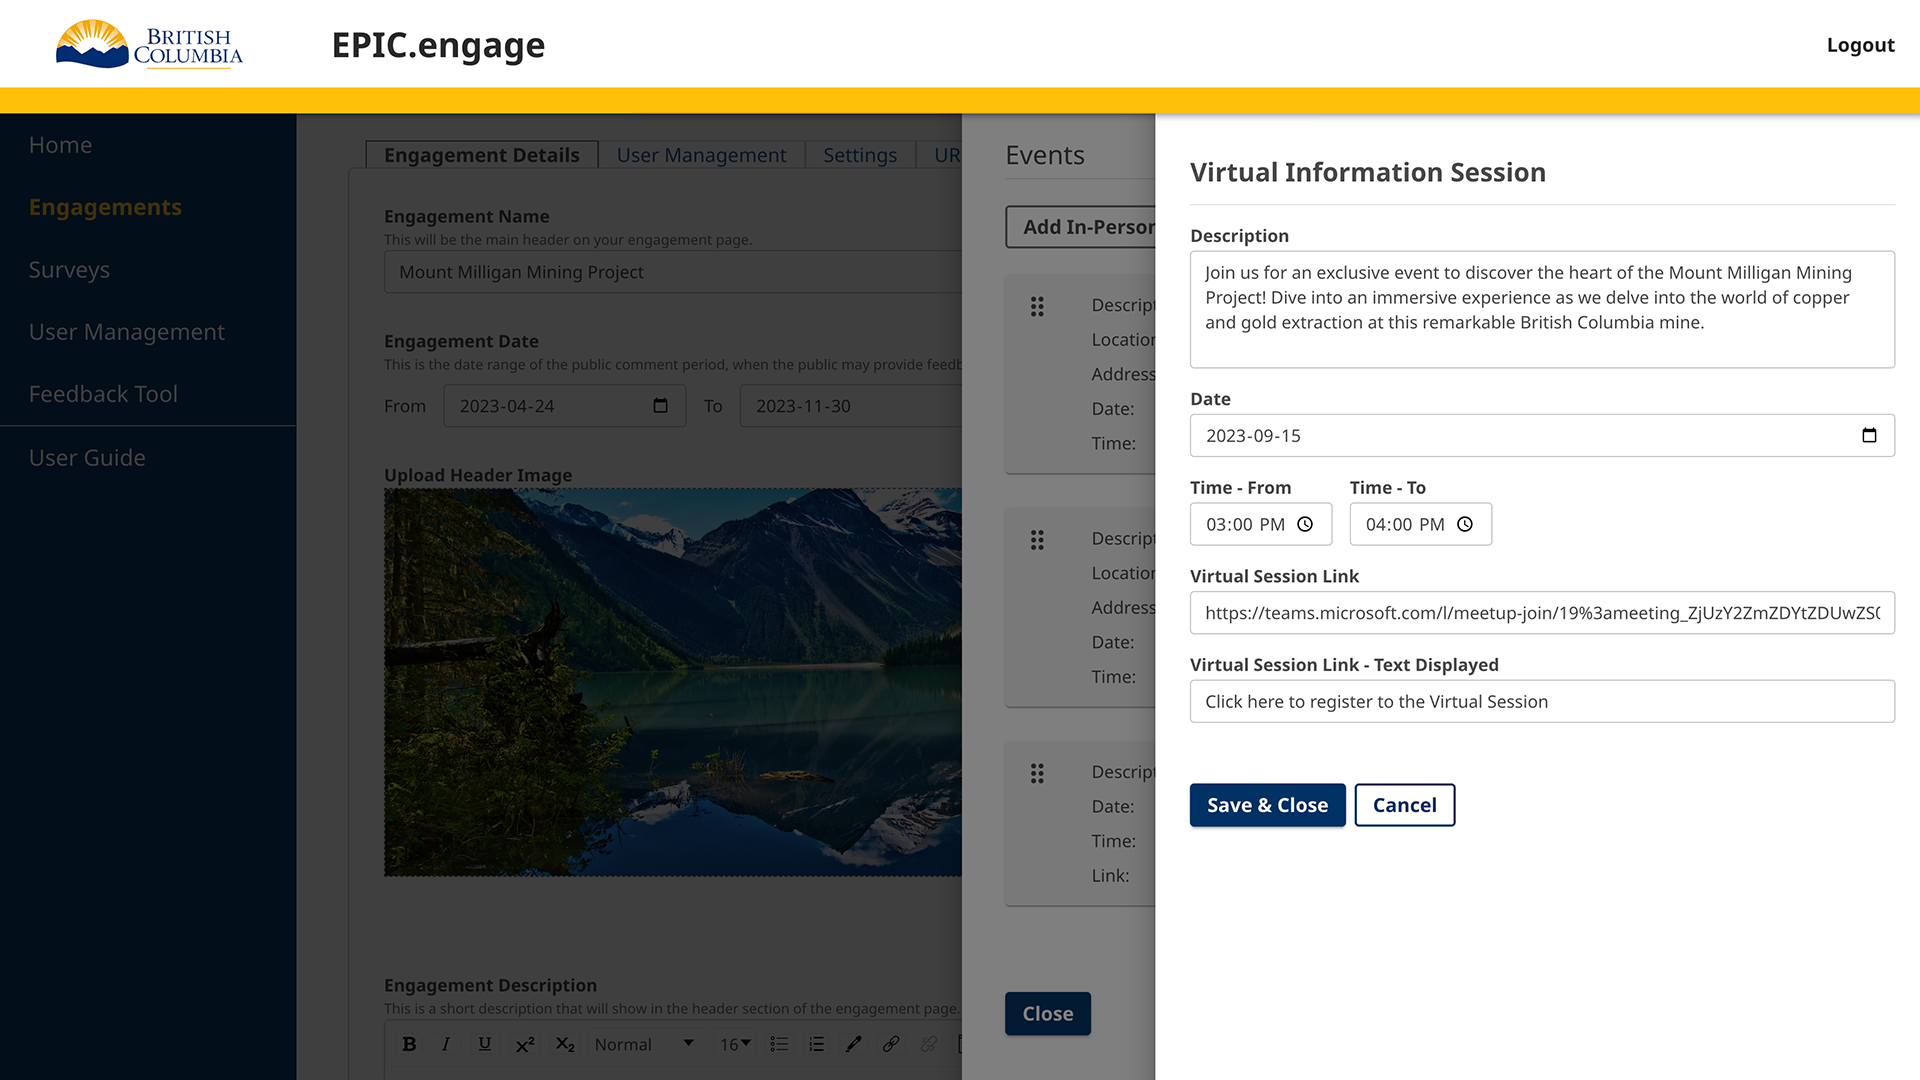 BRITISH
COLUMBIA
EPIC.engage
Logout
Home
Engagements
Surveys
User Management
Feedback Tool
User Guide
Engagement Details
User Management
Settings
UR
Engagement Name
This will be the main header on your engagement page.
Mount Milligan Mining Project
Engagement Date
This is the date range of the public comment period, when the public may provide feedb
From
2023-04-24
To
2023-11-30
Upload Header Image
Engagement Description
This is a short description that will show in the header section of the engagement page.
B I U X² X₂ Normal 16
Events
Add In-Person
Descript
Location
Address
Date:
Time:
Descript
Location
Address
Date:
Time:
Descript
Date:
Time:
Link:
Close
Virtual Information Session
Description
Join us for an exclusive event to discover the heart of the Mount Milligan Mining
Project! Dive into an immersive experience as we delve into the world of copper
and gold extraction at this remarkable British Columbia mine.
Date
2023-09-15
Time - From
Time - To
03:00 PM
04:00 PM
Virtual Session Link
https://teams.microsoft.com/l/meetup-join/19%3ameeting_ZjUzY2ZmZDYtZDUwZS0
Virtual Session Link - Text Displayed
Click here to register to the Virtual Session
Save & Close
Cancel